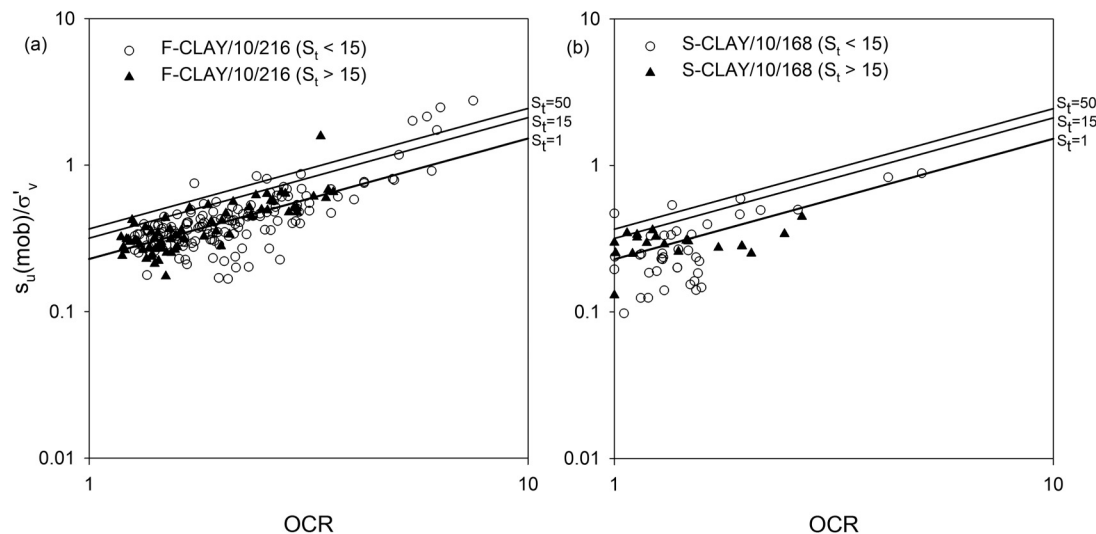 (a)
F-CLAY/10/216 (St < 15)
F-CLAY/10/216 (St > 15)
10
1
0.1
0.01
su(mob)/σ'v
St=50
St=15
St=1
1
10
OCR
(b)
S-CLAY/10/168 (St < 15)
S-CLAY/10/168 (St > 15)
10
1
0.1
0.01
St=50
St=15
St=1
1
10
OCR